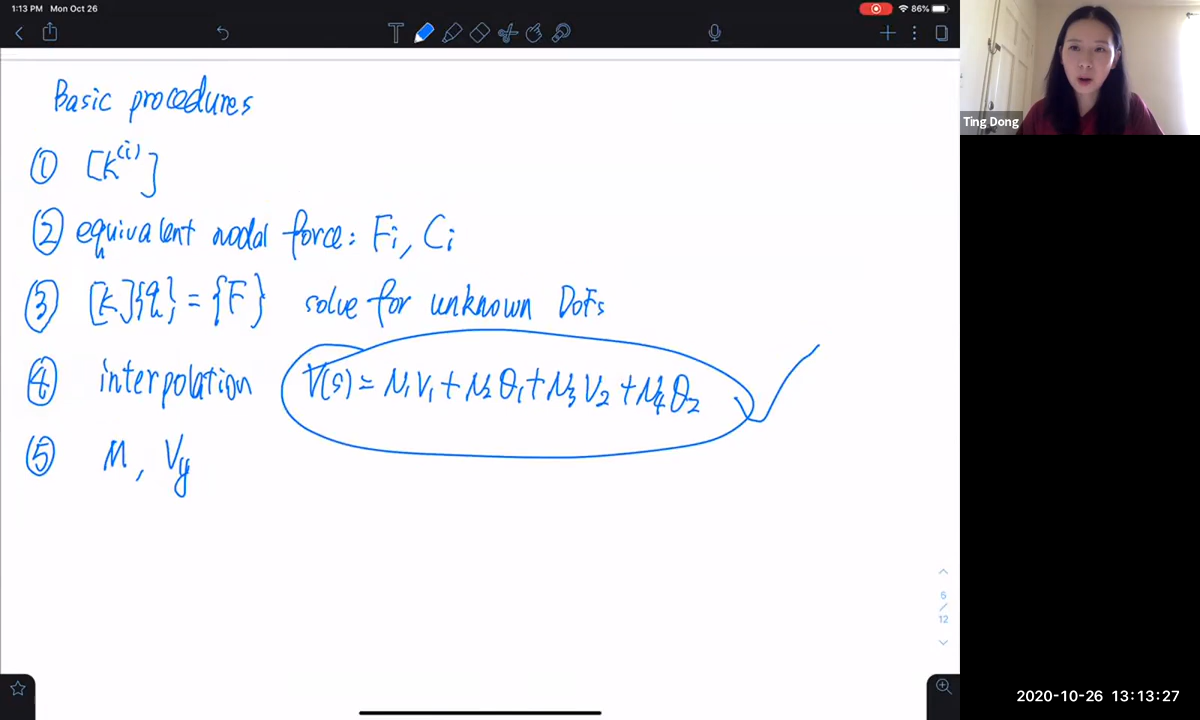 1:13 PM Mon Oct 26
86%
T
Basic procedures
① [K^(i)]
② equivalent nodal force: Fi, Ci
③ [K]{q} = {F} solve for unknown DoFs
④ interpolation V(s) = N1V1 + N2θ1 + N3V2 + N4θ2
⑤ M, Vy
Ting Dong
5
/
12
2020-10-26 13:13:27